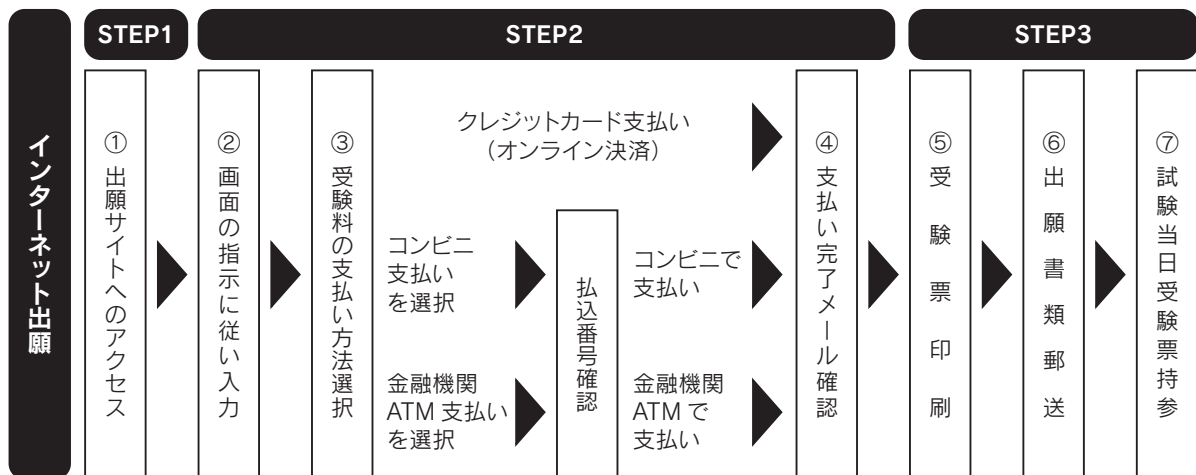 インターネット出願
STEP1
STEP2
STEP3
①出願サイトへのアクセス
②画面の指示に従い入力
③受験料の支払い方法選択
クレジットカード支払い
(オンライン決済)
コンビニ
支払い
を選択
金融機関
ATM 支払い
を選択
払込番号確認
コンビニで
支払い
金融機関
ATM で
支払い
④支払い完了メール確認
⑤受験票印刷
⑥出願書類郵送
⑦試験当日受験票持参